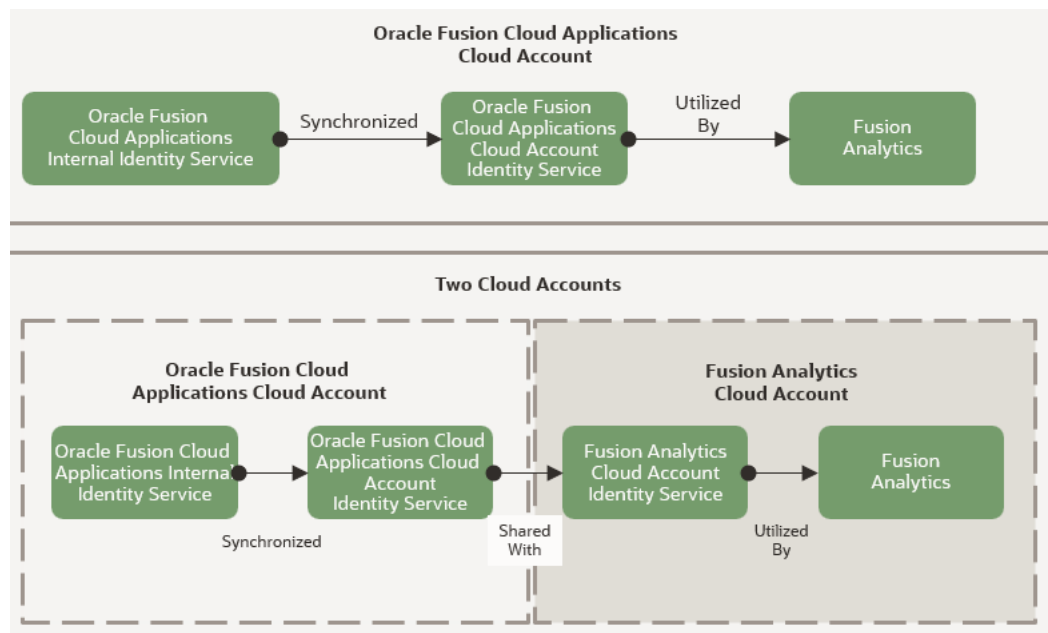 Oracle Fusion Cloud Applications
Cloud Account
Oracle Fusion
Cloud Applications
Internal Identity Service
Synchronized
Oracle Fusion
Cloud Applications
Cloud Account
Identity Service
Utilized
By
Fusion
Analytics
Two Cloud Accounts
Oracle Fusion Cloud
Applications Cloud Account
Oracle Fusion Cloud
Applications Internal
Identity Service
Synchronized
Oracle Fusion Cloud
Applications Cloud
Account
Identity Service
Shared
With
Fusion Analytics
Cloud Account
Fusion Analytics
Cloud Account
Identity Service
Utilized
By
Fusion
Analytics